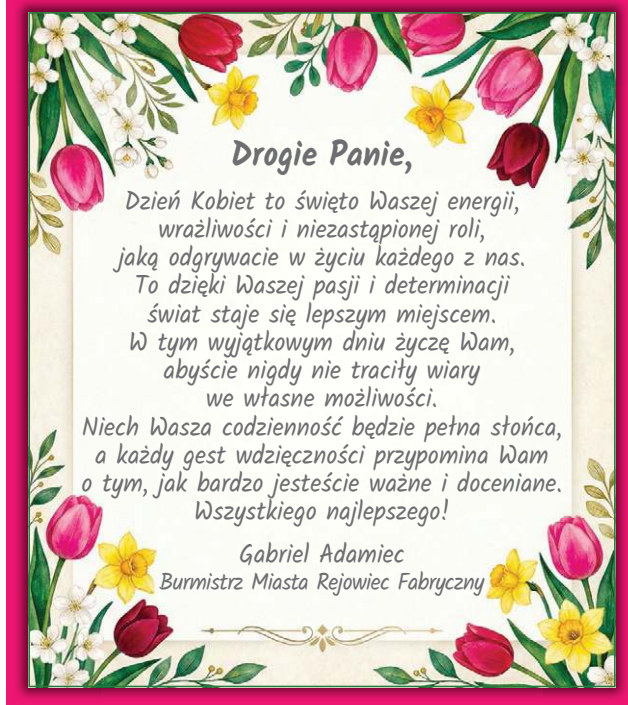 Drogie Panie,
Dzień Kobiet to święto Waszej energii,
wrażliwości i niezastąpionej roli,
jaką odgrywacie w życiu każdego z nas.
To dzięki Waszej pasji i determinacji
świat staje się lepszym miejscem.
W tym wyjątkowym dniu życzę Wam,
abyście nigdy nie traciły wiary
we własne możliwości.
Niech Wasza codzienność będzie pełna słońca,
a każdy gest wdzięczności przypomina Wam
o tym, jak bardzo jesteście ważne i doceniane.
Wszystkiego najlepszego!
Gabriel Adamiec
Burmistrz Miasta Rejowiec Fabryczny